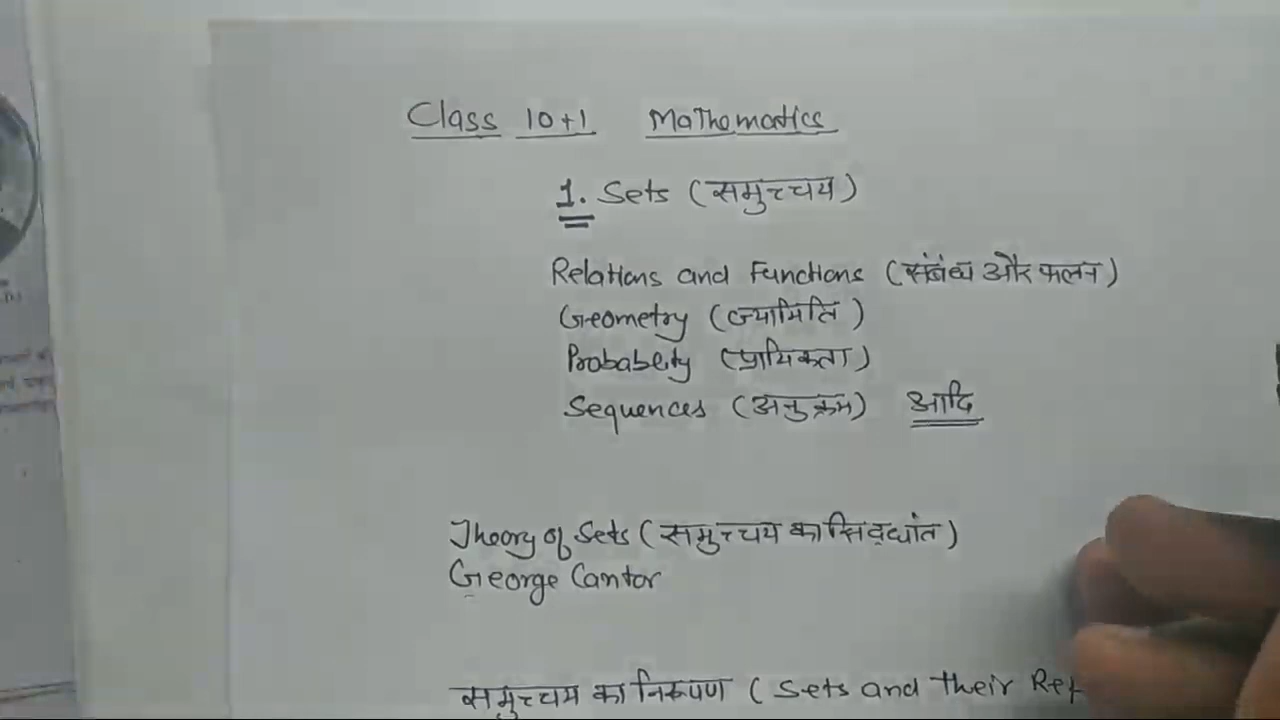 Class 10+1 Mathematics
1. Sets (समुच्चय)
Relations and Functions (संबंध और फलन)
Geometry (ज्यामिति)
Probability (प्रायिकता)
Sequences (अनुक्रम) आदि
Theory of Sets (समुच्चय का सिद्धांत)
George Cantor
समुच्चय का निरूपण ( Sets and Their Rep